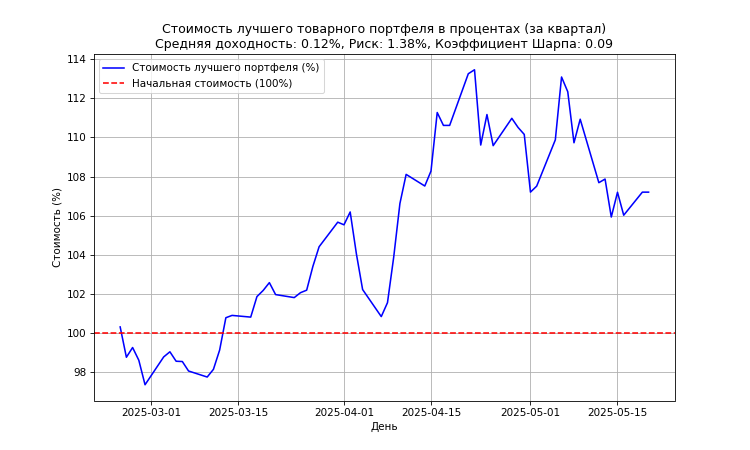 Стоимость лучшего товарного портфеля в процентах (за квартал)
Средняя доходность: 0.12%, Риск: 1.38%, Коэффициент Шарпа: 0.09
Стоимость лучшего портфеля (%)
Начальная стоимость (100%)
Стоимость (%)
114
112
110
108
106
104
102
100
98
2025-03-01
2025-03-15
2025-04-01
2025-04-15
2025-05-01
2025-05-15
День